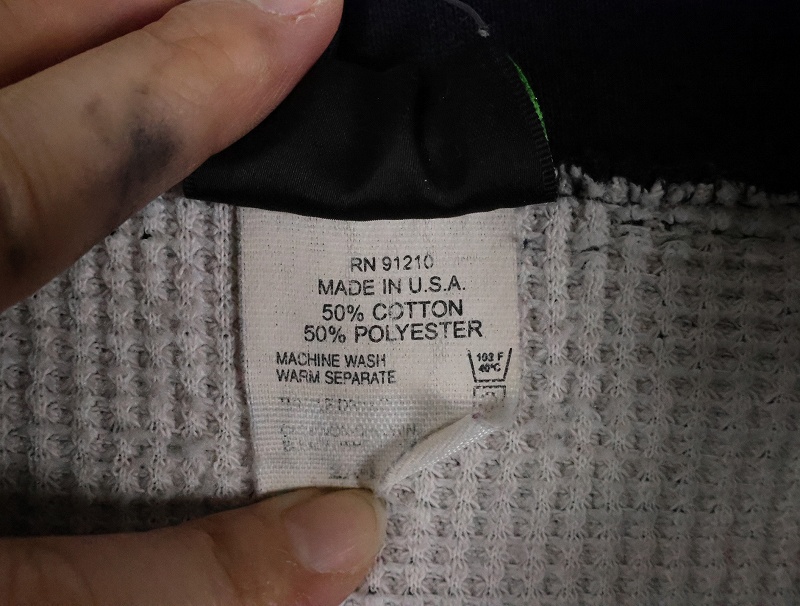 RN 91210
MADE IN U.S.A.
50% COTTON
50% POLYESTER
MACHINE WASH
WARM SEPARATE
103 F
40°C